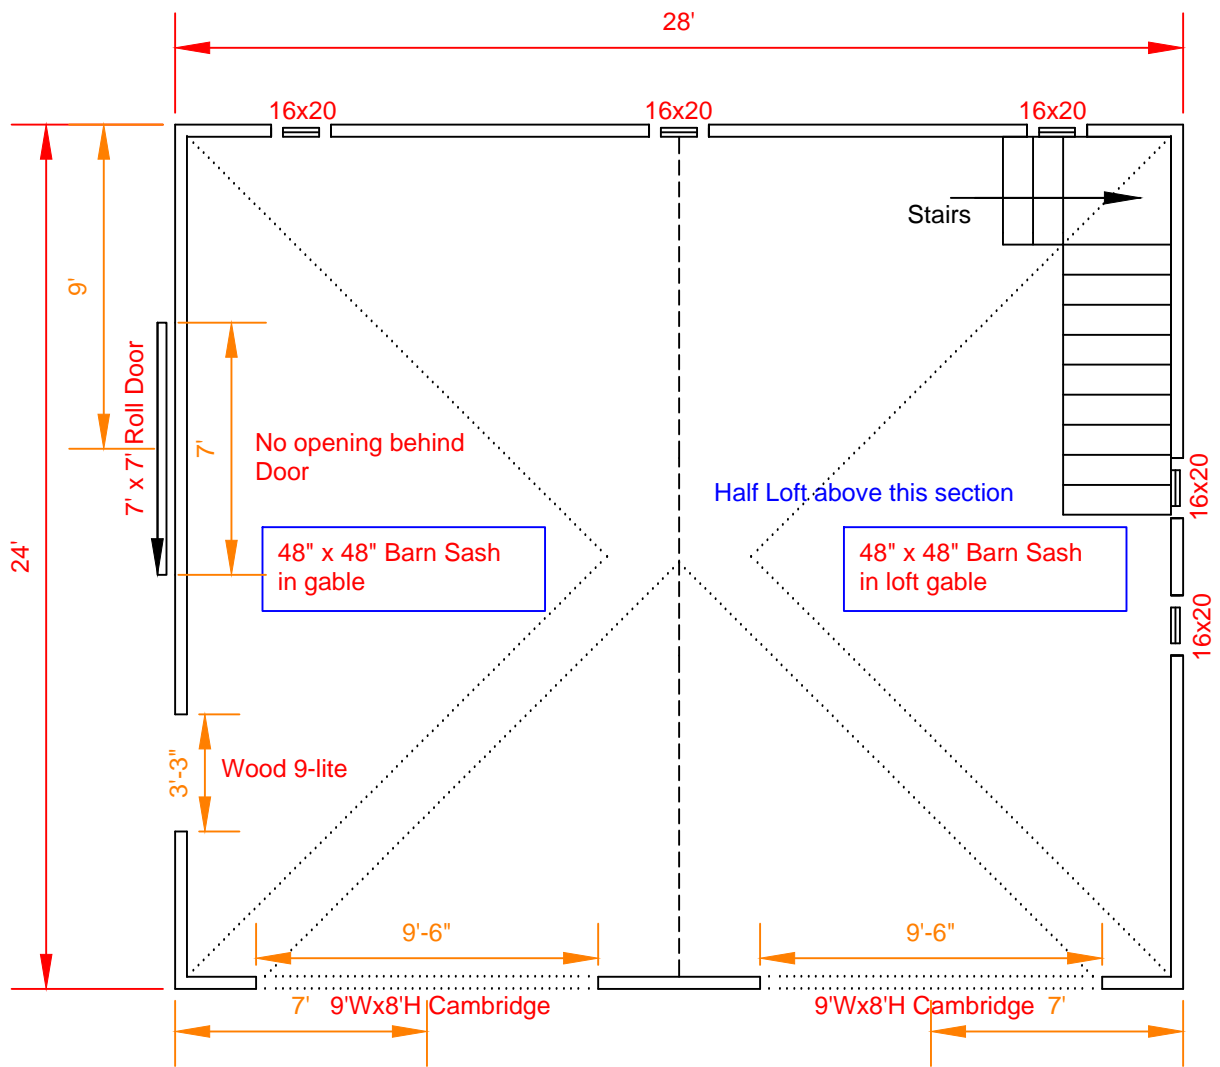 28'
16x20
16x20
16x20
Stairs
9'
7' x 7' Roll Door
7'
No opening behind
Door
Half Loft above this section
16x20
24'
48" x 48" Barn Sash
in gable
48" x 48" Barn Sash
in loft gable
16x20
3'-3"
Wood 9-lite
9'-6"
9'-6"
7'
9'Wx8'H Cambridge
9'Wx8'H Cambridge
7'